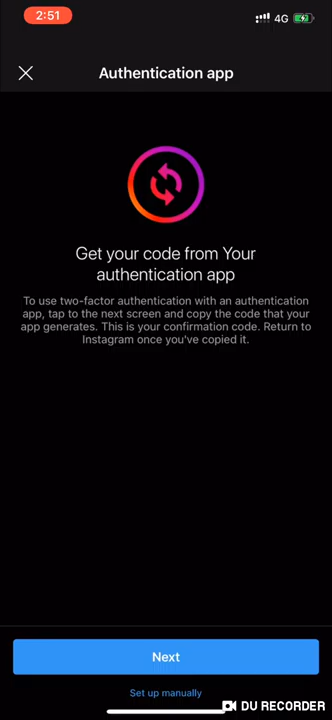 2:51
4G
Authentication app
Get your code from Your
authentication app
To use two-factor authentication with an authentication
app, tap to the next screen and copy the code that your
app generates. This is your confirmation code. Return to
Instagram once you've copied it.
Next
Set up manually
DU RECORDER